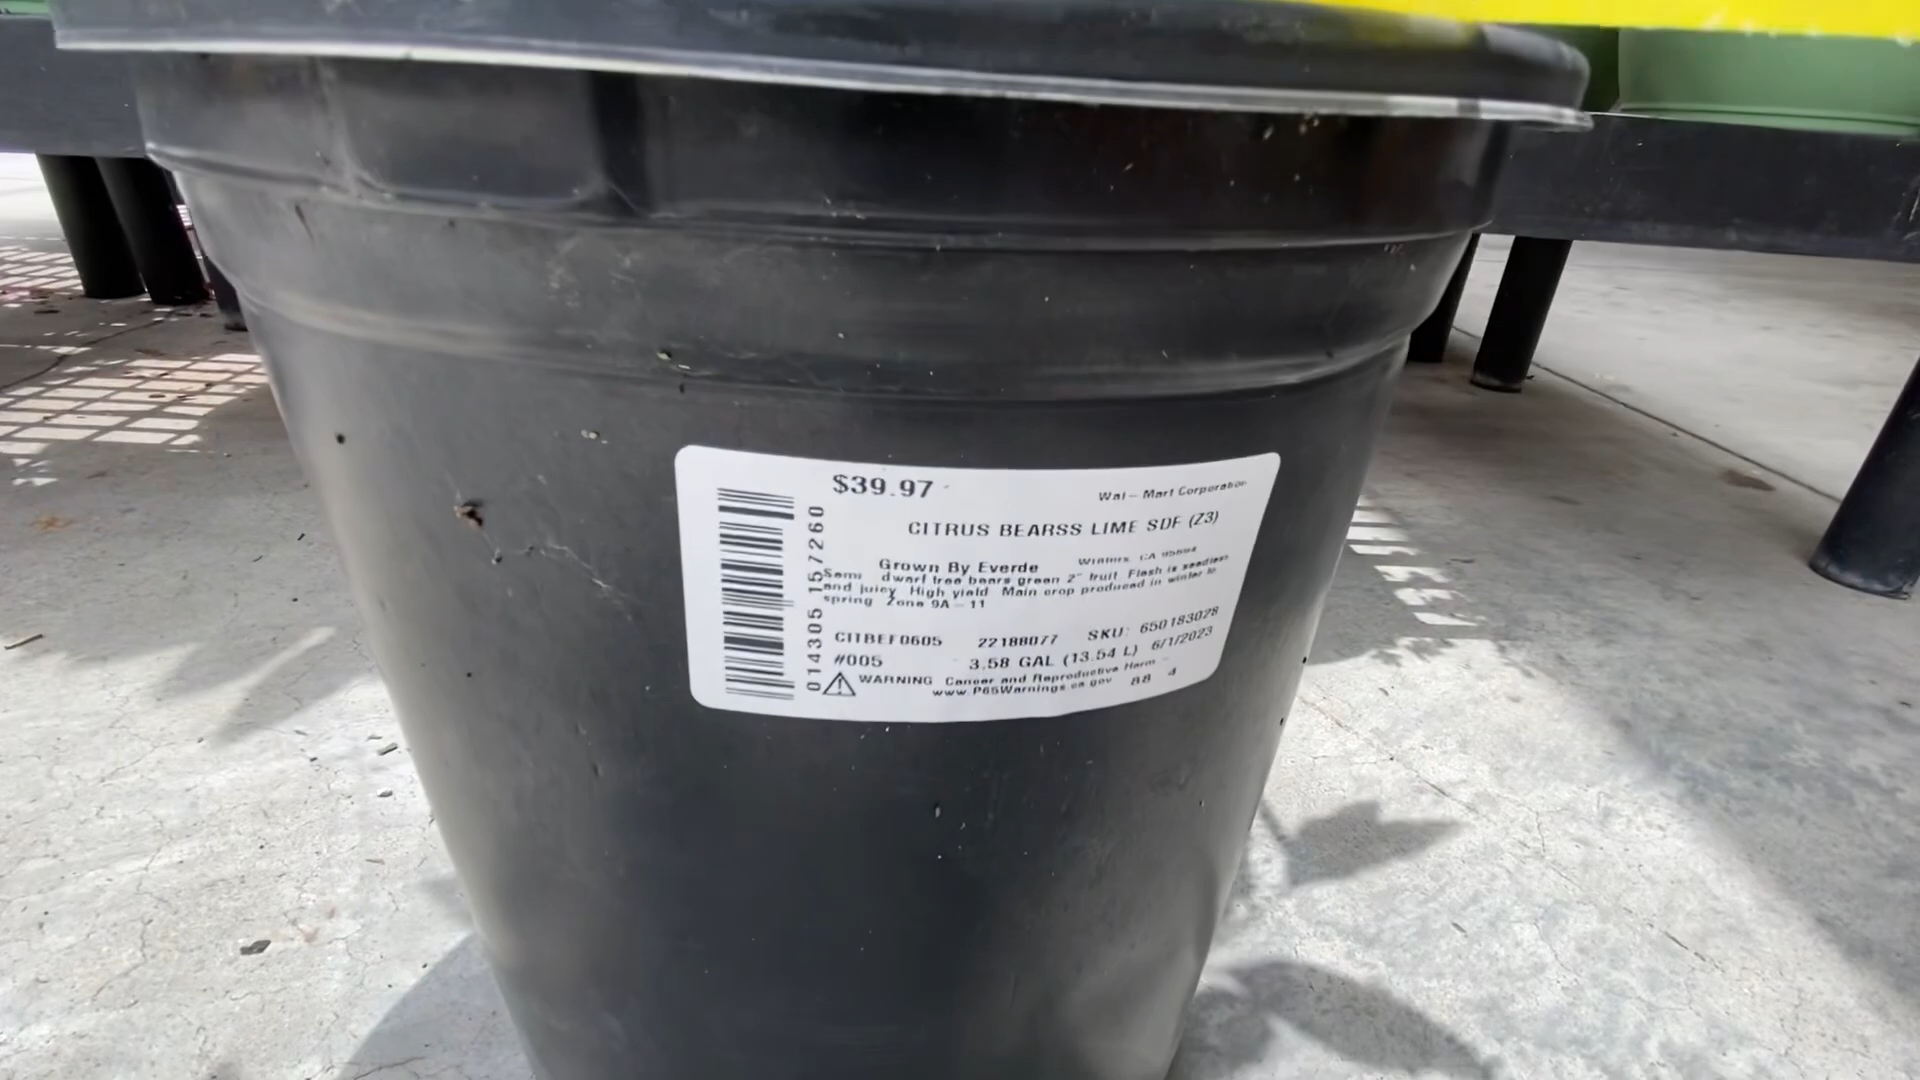 $39.97
Wal-Mart Corporation
CITRUS BEARSS LIME SDF (Z3)
Grown By Everde Winters, CA 95694
Semi dwarf tree bears green 2" fruit Flesh is seedless
and juicy High yield Main crop produced in winter to
spring Zone 9A-11
CITBEF0605 22188077 SKU: 650183028
#005 3.58 GAL (13.54 L) 6/1/2023
WARNING Cancer and Reproductive Harm -
www.P65Warnings.ca.gov 88 4
014305 157260